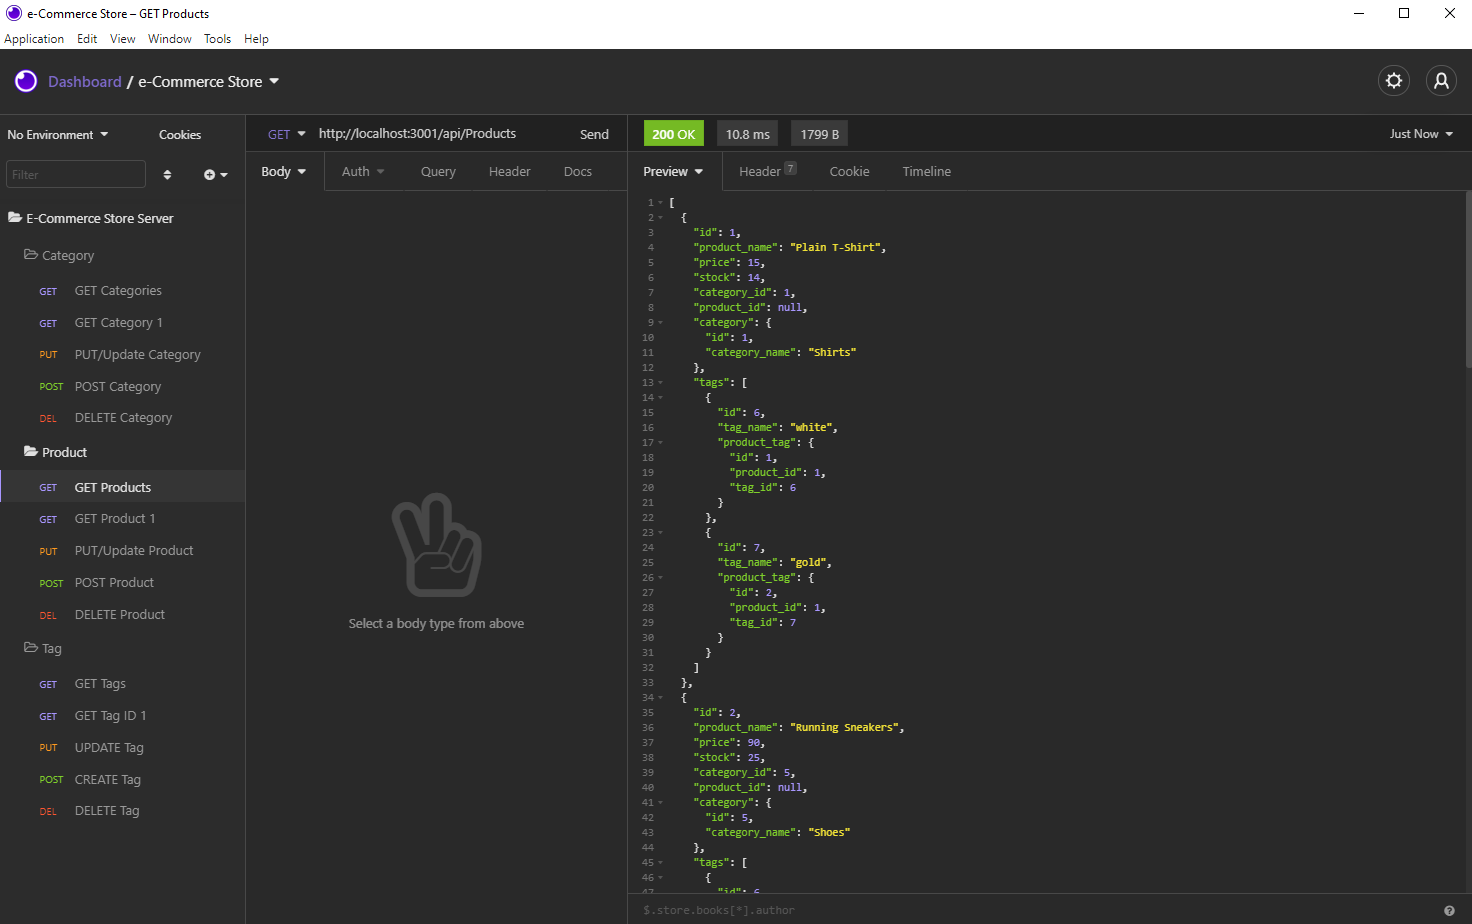 e-Commerce Store – GET Products
Application Edit View Window Tools Help
Dashboard / e-Commerce Store
No Environment Cookies
Filter
E-Commerce Store Server
Category
GET GET Categories
GET GET Category 1
PUT PUT/Update Category
POST POST Category
DEL DELETE Category
Product
GET GET Products
GET GET Product 1
PUT PUT/Update Product
POST POST Product
DEL DELETE Product
Tag
GET GET Tags
GET GET Tag ID 1
PUT UPDATE Tag
POST CREATE Tag
DEL DELETE Tag
GET http://localhost:3001/api/Products Send
Body Auth Query Header Docs
Select a body type from above
200 OK 10.8 ms 1799 B Just Now
Preview Header 7 Cookie Timeline
1 [
2 {
3 "id": 1,
4 "product_name": "Plain T-Shirt",
5 "price": 15,
6 "stock": 14,
7 "category_id": 1,
8 "product_id": null,
9 "category": {
10 "id": 1,
11 "category_name": "Shirts"
12 },
13 "tags": [
14 {
15 "id": 6,
16 "tag_name": "white",
17 "product_tag": {
18 "id": 1,
19 "product_id": 1,
20 "tag_id": 6
21 }
22 },
23 {
24 "id": 7,
25 "tag_name": "gold",
26 "product_tag": {
27 "id": 2,
28 "product_id": 1,
29 "tag_id": 7
30 }
31 }
32 ]
33 },
34 {
35 "id": 2,
36 "product_name": "Running Sneakers",
37 "price": 90,
38 "stock": 25,
39 "category_id": 5,
40 "product_id": null,
41 "category": {
42 "id": 5,
43 "category_name": "Shoes"
44 },
45 "tags": [
46 {
47 "id": 6
$.store.books[*].author